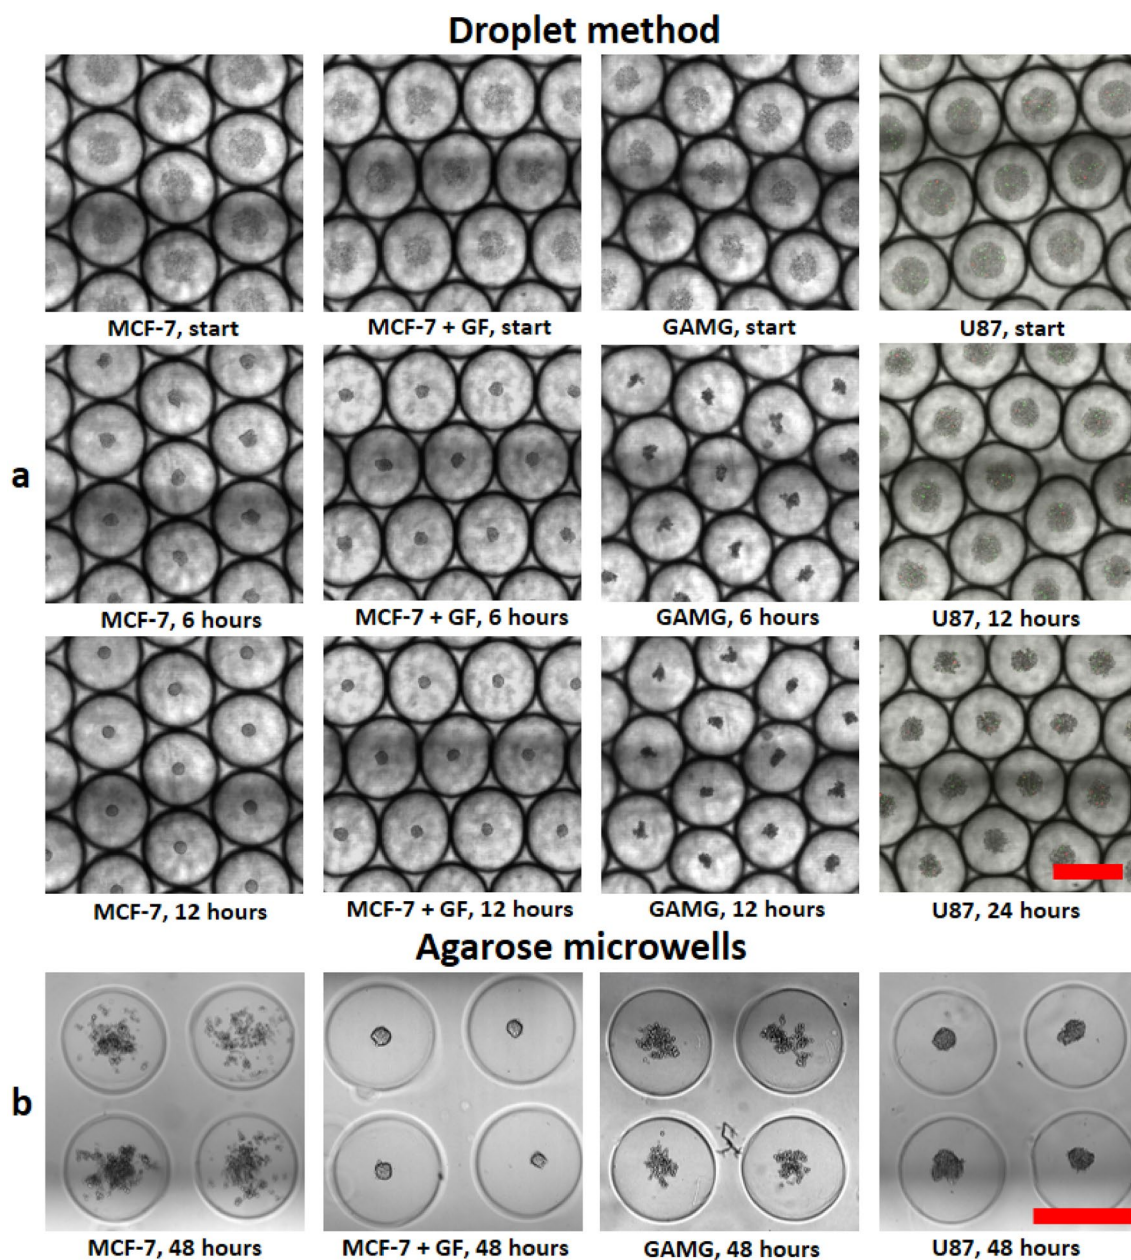 Droplet method
MCF-7, start
MCF-7 + GF, start
GAMG, start
U87, start
a
MCF-7, 6 hours
MCF-7 + GF, 6 hours
GAMG, 6 hours
U87, 12 hours
MCF-7, 12 hours
MCF-7 + GF, 12 hours
GAMG, 12 hours
U87, 24 hours
Agarose microwells
b
MCF-7, 48 hours
MCF-7 + GF, 48 hours
GAMG, 48 hours
U87, 48 hours